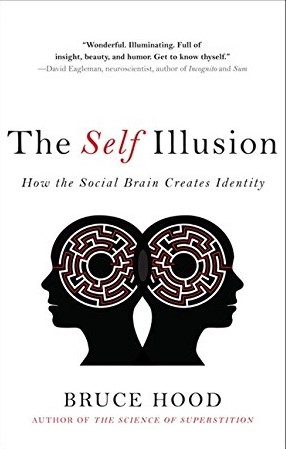 "Wonderful. Illuminating. Full of
insight, beauty, and humor. Get to know thyself."
—David Eagleman, neuroscientist, author of Incognito and Sum
The Self Illusion
How the Social Brain Creates Identity
BRUCE HOOD
AUTHOR OF THE SCIENCE OF SUPERSTITION